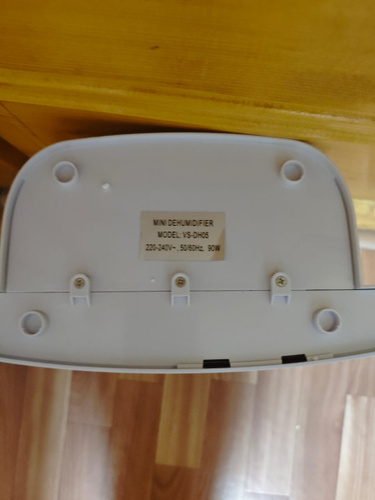 MINI DEHUMIDIFIER
MODEL: VS-DH05
220-240V~, 50/60Hz, 90W